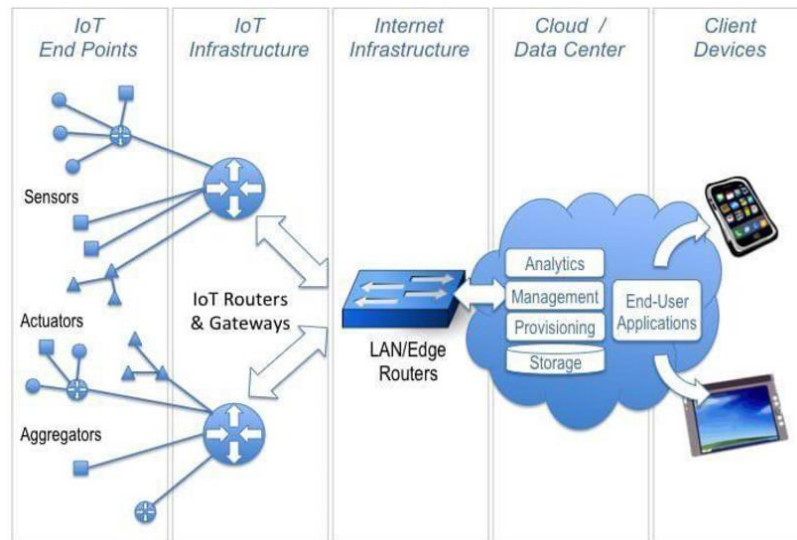 IoT
End Points
IoT
Infrastructure
Internet
Infrastructure
Cloud /
Data Center
Client
Devices
Sensors
Actuators
Aggregators
IoT Routers
& Gateways
LAN/Edge
Routers
Analytics
Management
Provisioning
Storage
End-User
Applications